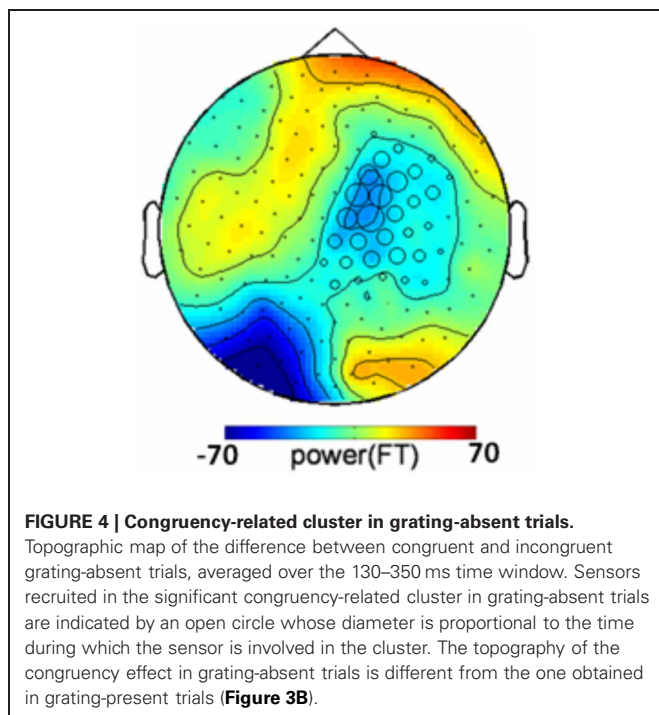 -70 power(FT) 70
FIGURE 4 | Congruency-related cluster in grating-absent trials.
Topographic map of the difference between congruent and incongruent
grating-absent trials, averaged over the 130–350 ms time window. Sensors
recruited in the significant congruency-related cluster in grating-absent trials
are indicated by an open circle whose diameter is proportional to the time
during which the sensor is involved in the cluster. The topography of the
congruency effect in grating-absent trials is different from the one obtained
in grating-present trials (Figure 3B).